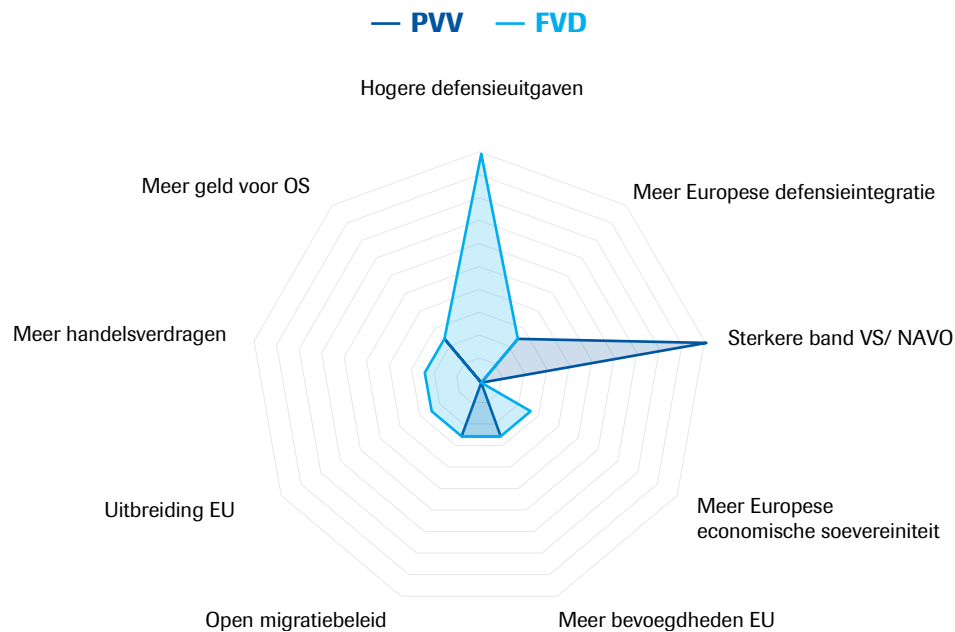 PVV FVD
Hogere defensieuitgaven
Meer geld voor OS
Meer Europese defensieintegratie
Meer handelsverdragen
Sterkere band VS/ NAVO
Uitbreiding EU
Meer Europese
economische soevereiniteit
Open migratiebeleid
Meer bevoegdheden EU